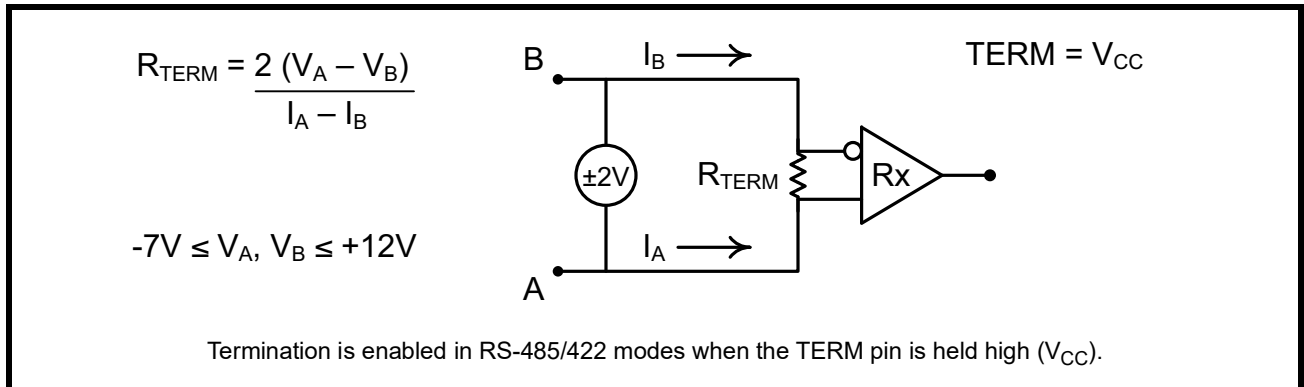 R_TERM = 2 (V_A – V_B)
I_A – I_B
-7V ≤ V_A, V_B ≤ +12V
B
I_B
TERM = V_CC
±2V
R_TERM
Rx
I_A
A
Termination is enabled in RS-485/422 modes when the TERM pin is held high (V_CC).